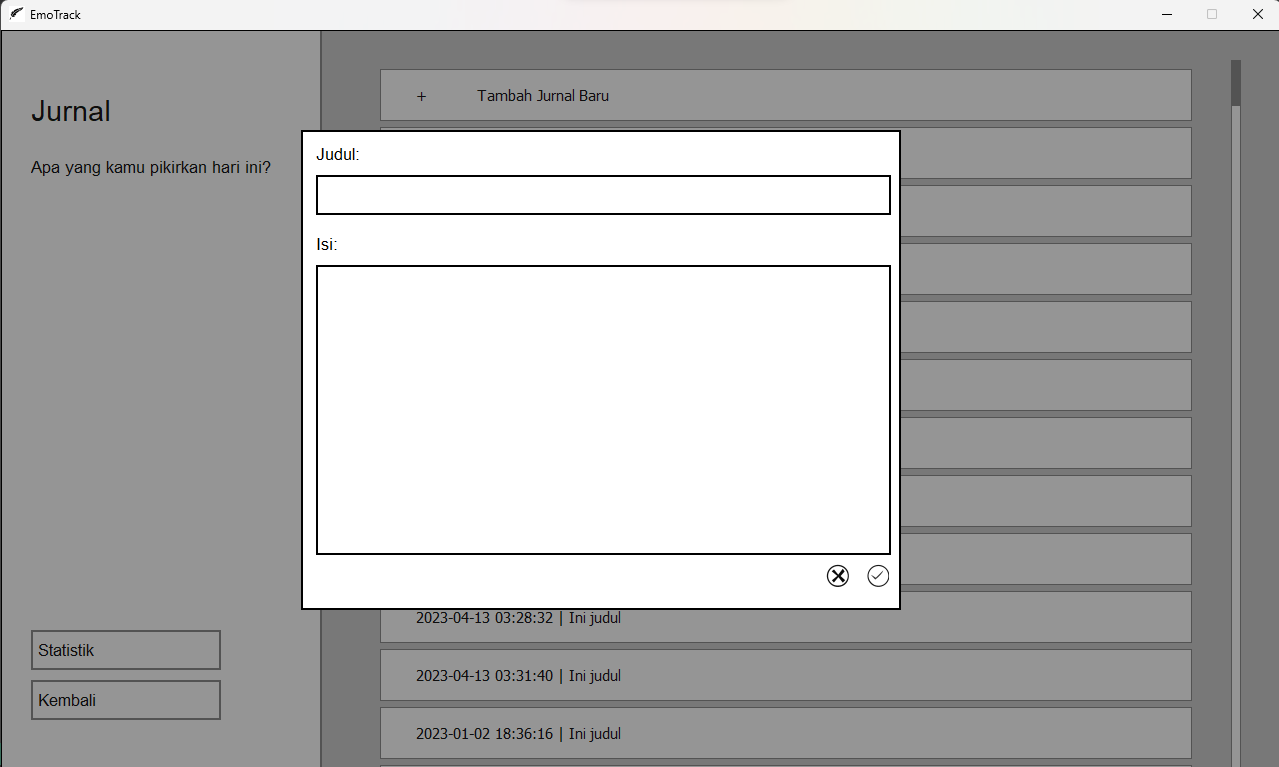 EmoTrack
Jurnal
Apa yang kamu pikirkan hari ini?
Statistik
Kembali
+ Tambah Jurnal Baru
Judul:
Isi:
2023-04-13 03:28:32 | Ini judul
2023-04-13 03:31:40 | Ini judul
2023-01-02 18:36:16 | Ini judul